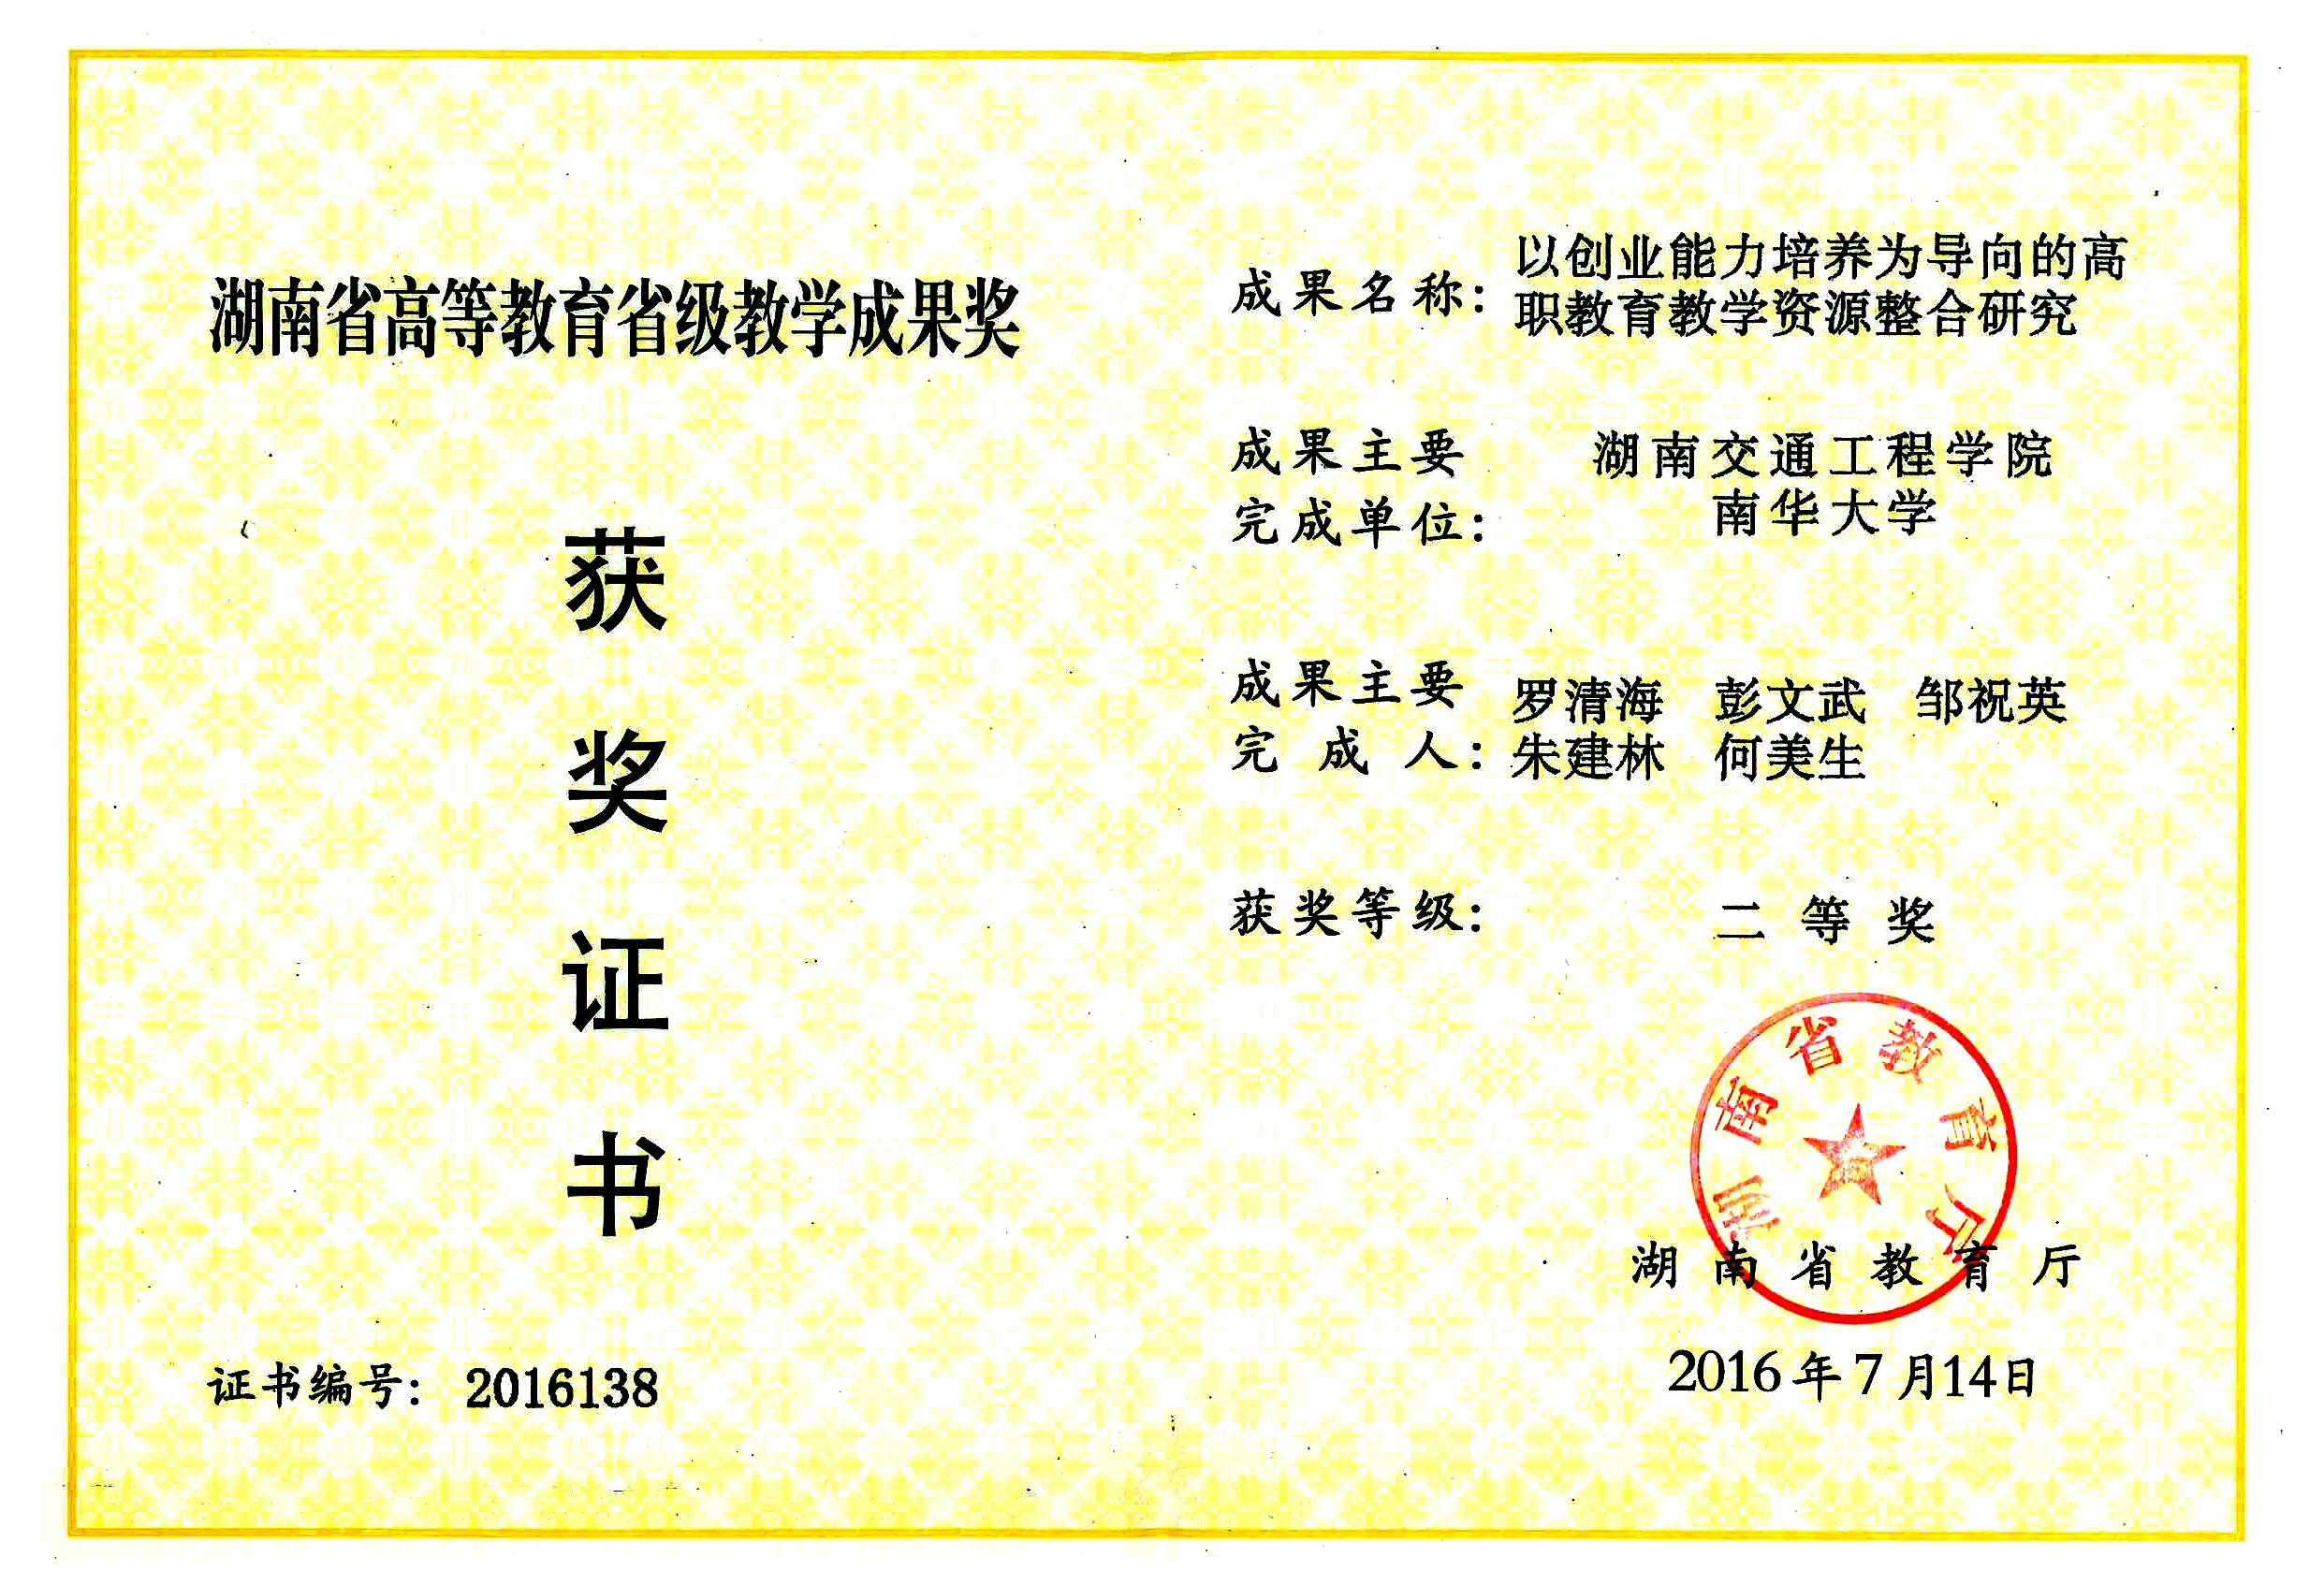 湖南省高等教育省级教学成果奖
获
奖
证
书
证书编号：2016138
成果名称：以创业能力培养为导向的高
职教育教学资源整合研究
成果主要
完成单位：
湖南交通工程学院
南华大学
成果主要
完成人：
罗清海 彭文武 邹祝英
朱建林 何美生
获奖等级：二等奖
湖南省教育厅
湖南省教育厅
2016年7月14日